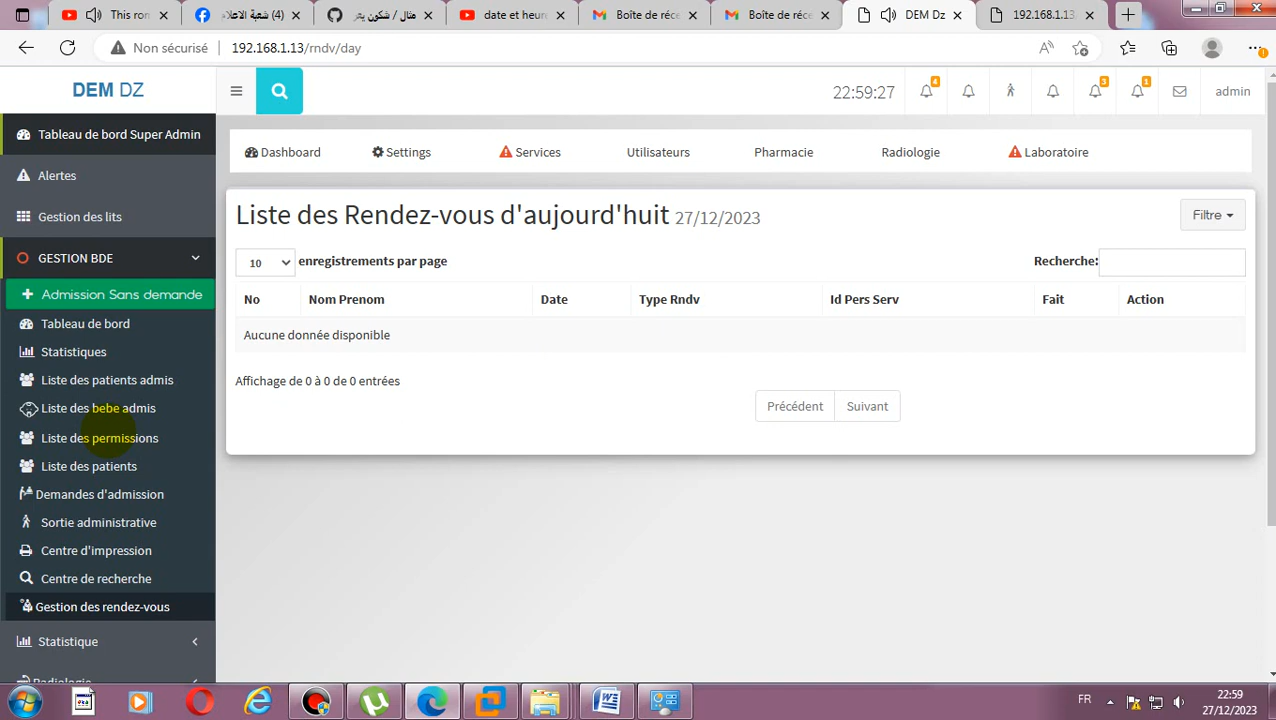 This ron
(4) شعبة الاعلام
مثال / شكون يتر
date et heure
Boîte de réce
Boîte de réce
DEM Dz
192.168.1.13
Non sécurisé
192.168.1.13/rndv/day
DEM DZ
22:59:27
4
3
1
admin
Tableau de bord Super Admin
Alertes
Gestion des lits
GESTION BDE
Admission Sans demande
Tableau de bord
Statistiques
Liste des patients admis
Liste des bebe admis
Liste des permissions
Liste des patients
Demandes d'admission
Sortie administrative
Centre d'impression
Centre de recherche
Gestion des rendez-vous
Statistique
Radiologie
Dashboard
Settings
Services
Utilisateurs
Pharmacie
Radiologie
Laboratoire
Liste des Rendez-vous d'aujourd'huit 27/12/2023
Filtre
10 enregistrements par page
Recherche:
No
Nom Prenom
Date
Type Rndv
Id Pers Serv
Fait
Action
Aucune donnée disponible
Affichage de 0 à 0 de 0 entrées
Précédent
Suivant
FR
22:59
27/12/2023